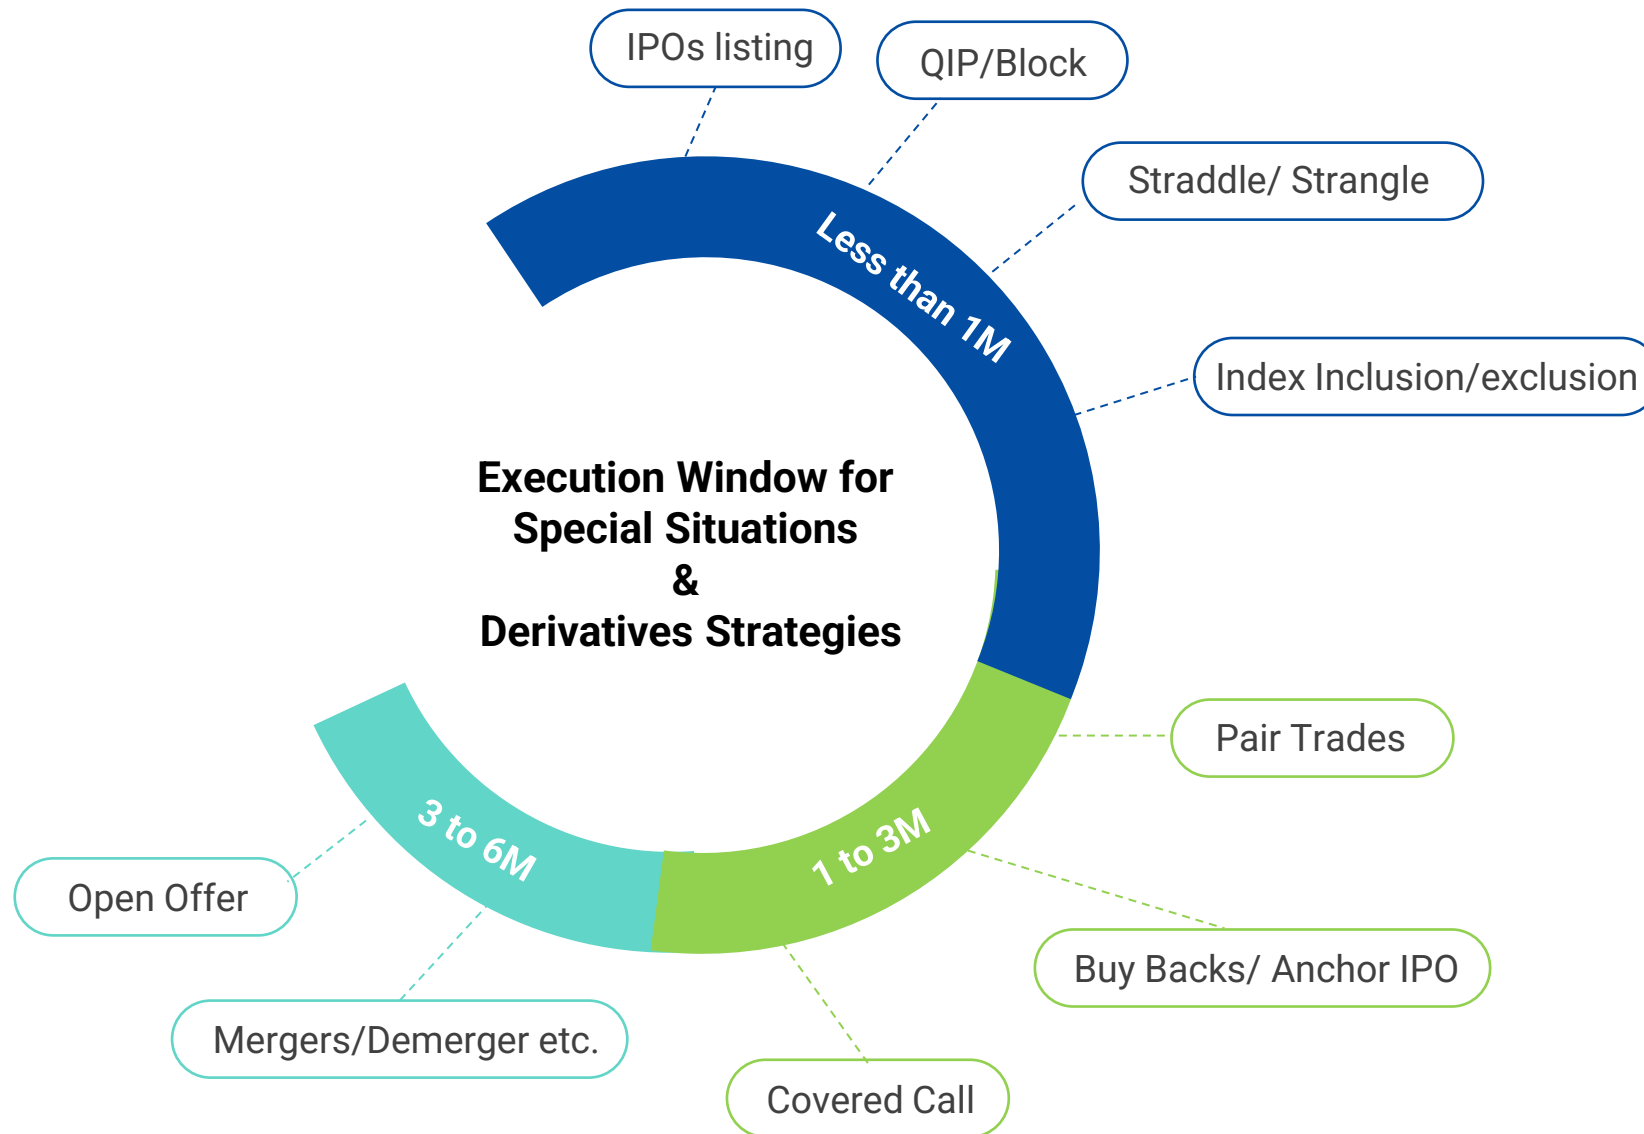 IPOs listing
QIP/Block
Straddle/ Strangle
Less than 1M
Index Inclusion/exclusion
Execution Window for
Special Situations
&
Derivatives Strategies
Pair Trades
1 to 3M
3 to 6M
Open Offer
Buy Backs/ Anchor IPO
Mergers/Demerger etc.
Covered Call